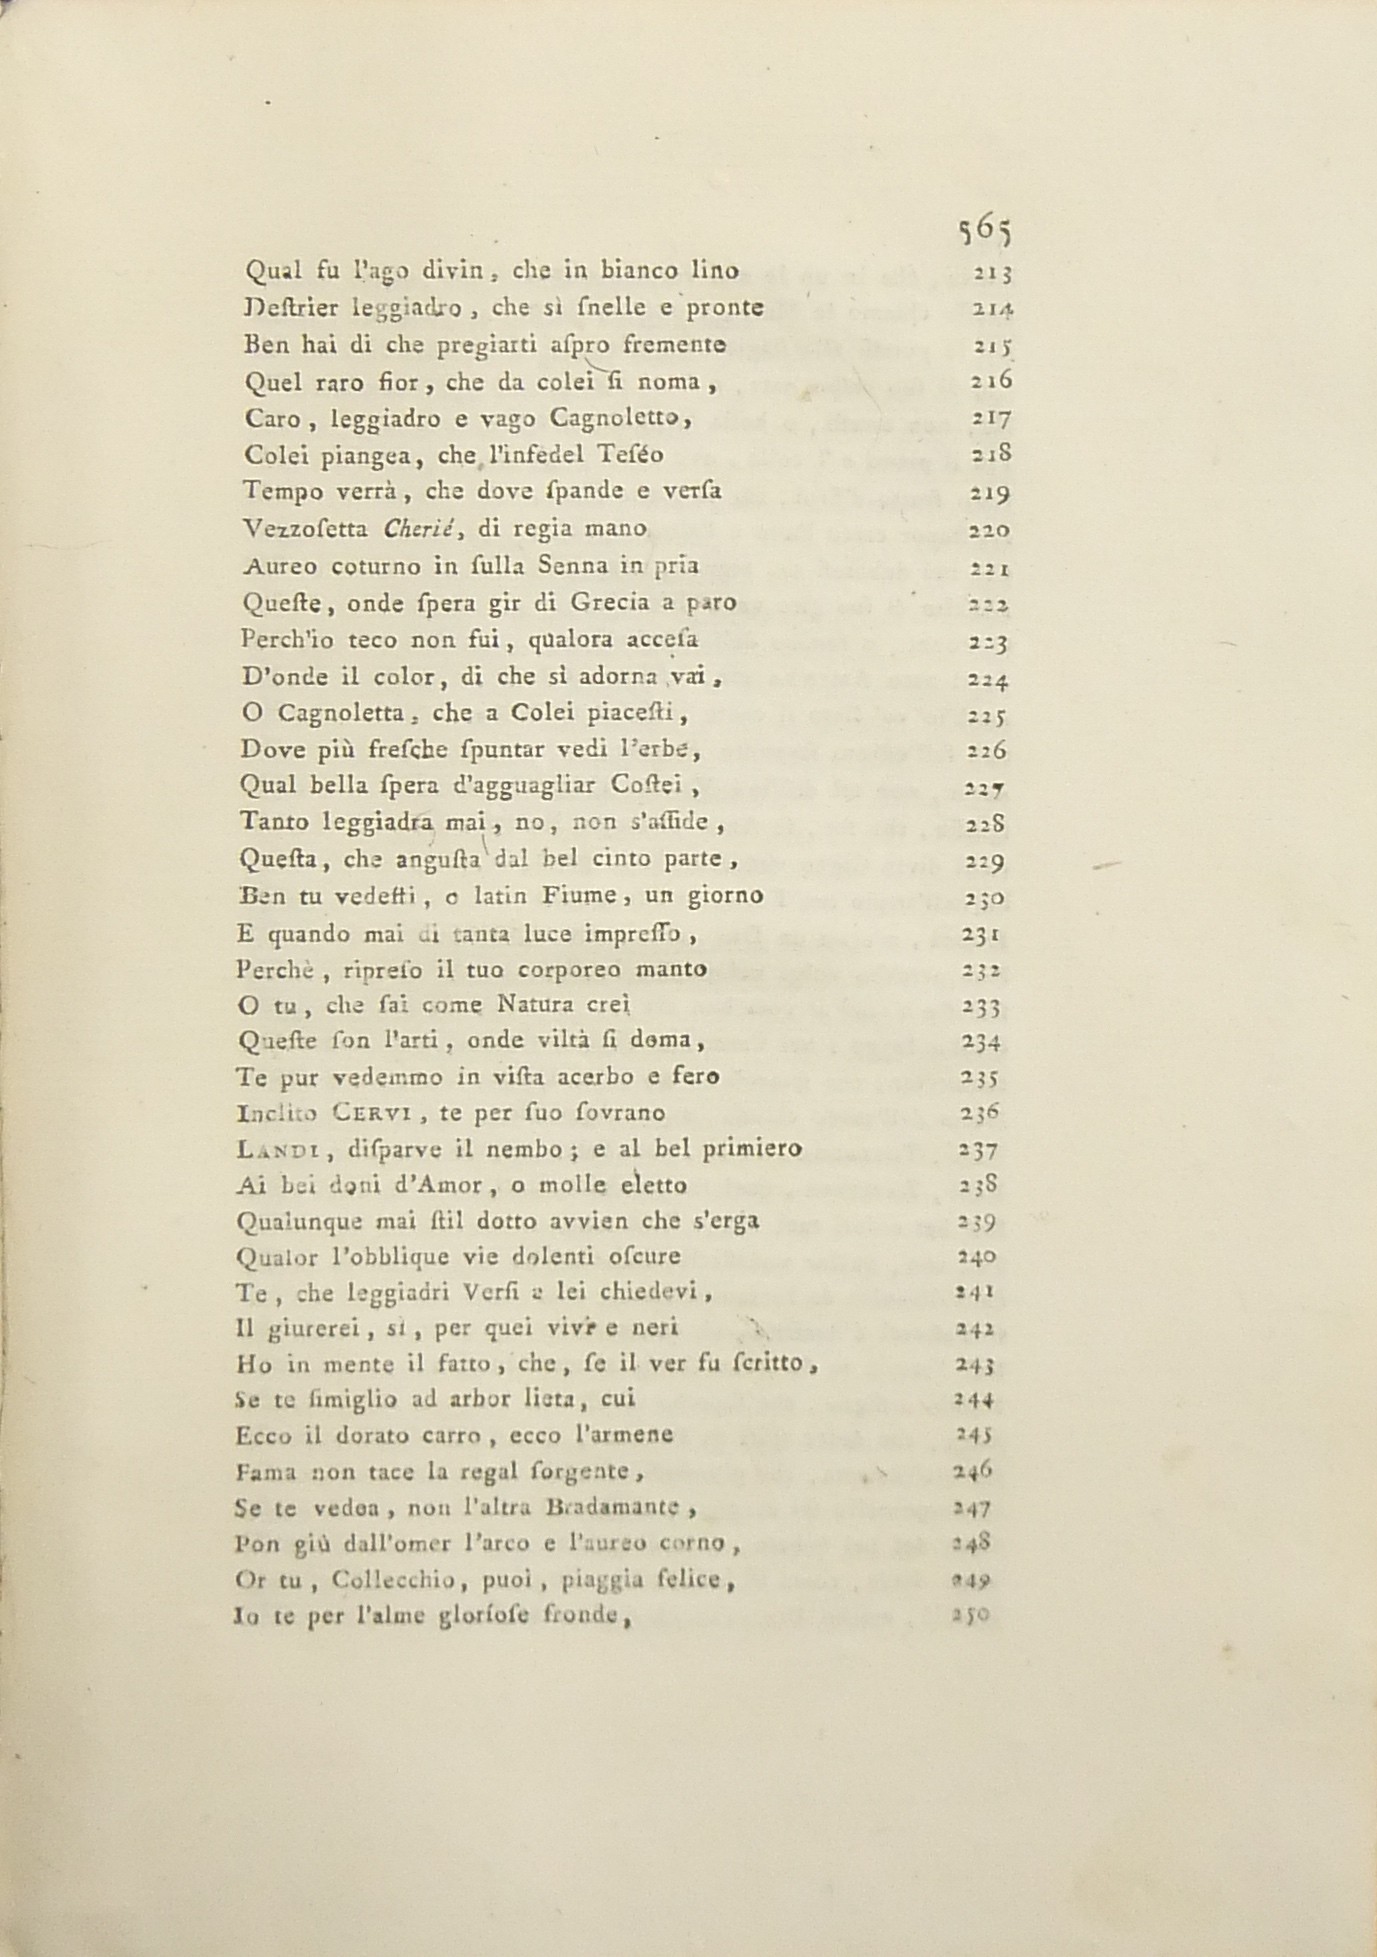 565
Qual fu l'ago divin, che in bianco lino 213
Deſtrier leggiadro, che sì ſnelle e pronte 214
Ben hai di che pregiarti aſpro fremente 215
Quel raro fior, che da colei ſi noma, 216
Caro, leggiadro e vago Cagnoletto, 217
Colei piangea, che l'infedel Teſéo 218
Tempo verrà, che dove ſpande e verſa 219
Vezzoſetta Cherié, di regia mano 220
Aureo coturno in ſulla Senna in pria 221
Queſte, onde ſpera gir di Grecia a paro 222
Perch'io teco non fui, qualora acceſa 223
D'onde il color, di che sì adorna vai, 224
O Cagnoletta, che a Colei piaceſti, 225
Dove più freſche ſpuntar vedi l'erbe, 226
Qual bella ſpera d'agguagliar Coſtei, 227
Tanto leggiadra mai, no, non s'aſſide, 228
Queſta, che anguſta dal bel cinto parte, 229
Ben tu vedeſti, o latin Fiume, un giorno 230
E quando mai di tanta luce impreſſo, 231
Perchè, ripreſo il tuo corporeo manto 232
O tu, che fai come Natura crei 233
Queſte ſon l'arti, onde viltà ſi doma, 234
Te pur vedemmo in viſta acerbo e fero 235
Inclito CERVI, te per ſuo ſovrano 236
LANDI, diſparve il nembo; e al bel primiero 237
Ai bei doni d'Amor, o molle eletto 238
Qualunque mai ſtil dotto avvien che s'erga 239
Qualor l'obblique vie dolenti oſcure 240
Te, che leggiadri Verſi a lei chiedevi, 241
Il giurerei, sì, per quei vivi e neri 242
Ho in mente il fatto, che, ſe il ver fu ſcritto, 243
Se te ſimiglio ad arbor lieta, cui 244
Ecco il dorato carro, ecco l'armene 245
Fama non tace la regal ſorgente, 246
Se te vedea, non l'altra Bradamante, 247
Pon giù dall'omer l'arco e l'aureo corno, 248
Or tu, Collecchio, puoi, piaggia felice, 249
Io te per l'alme glorioſe fronde, 250